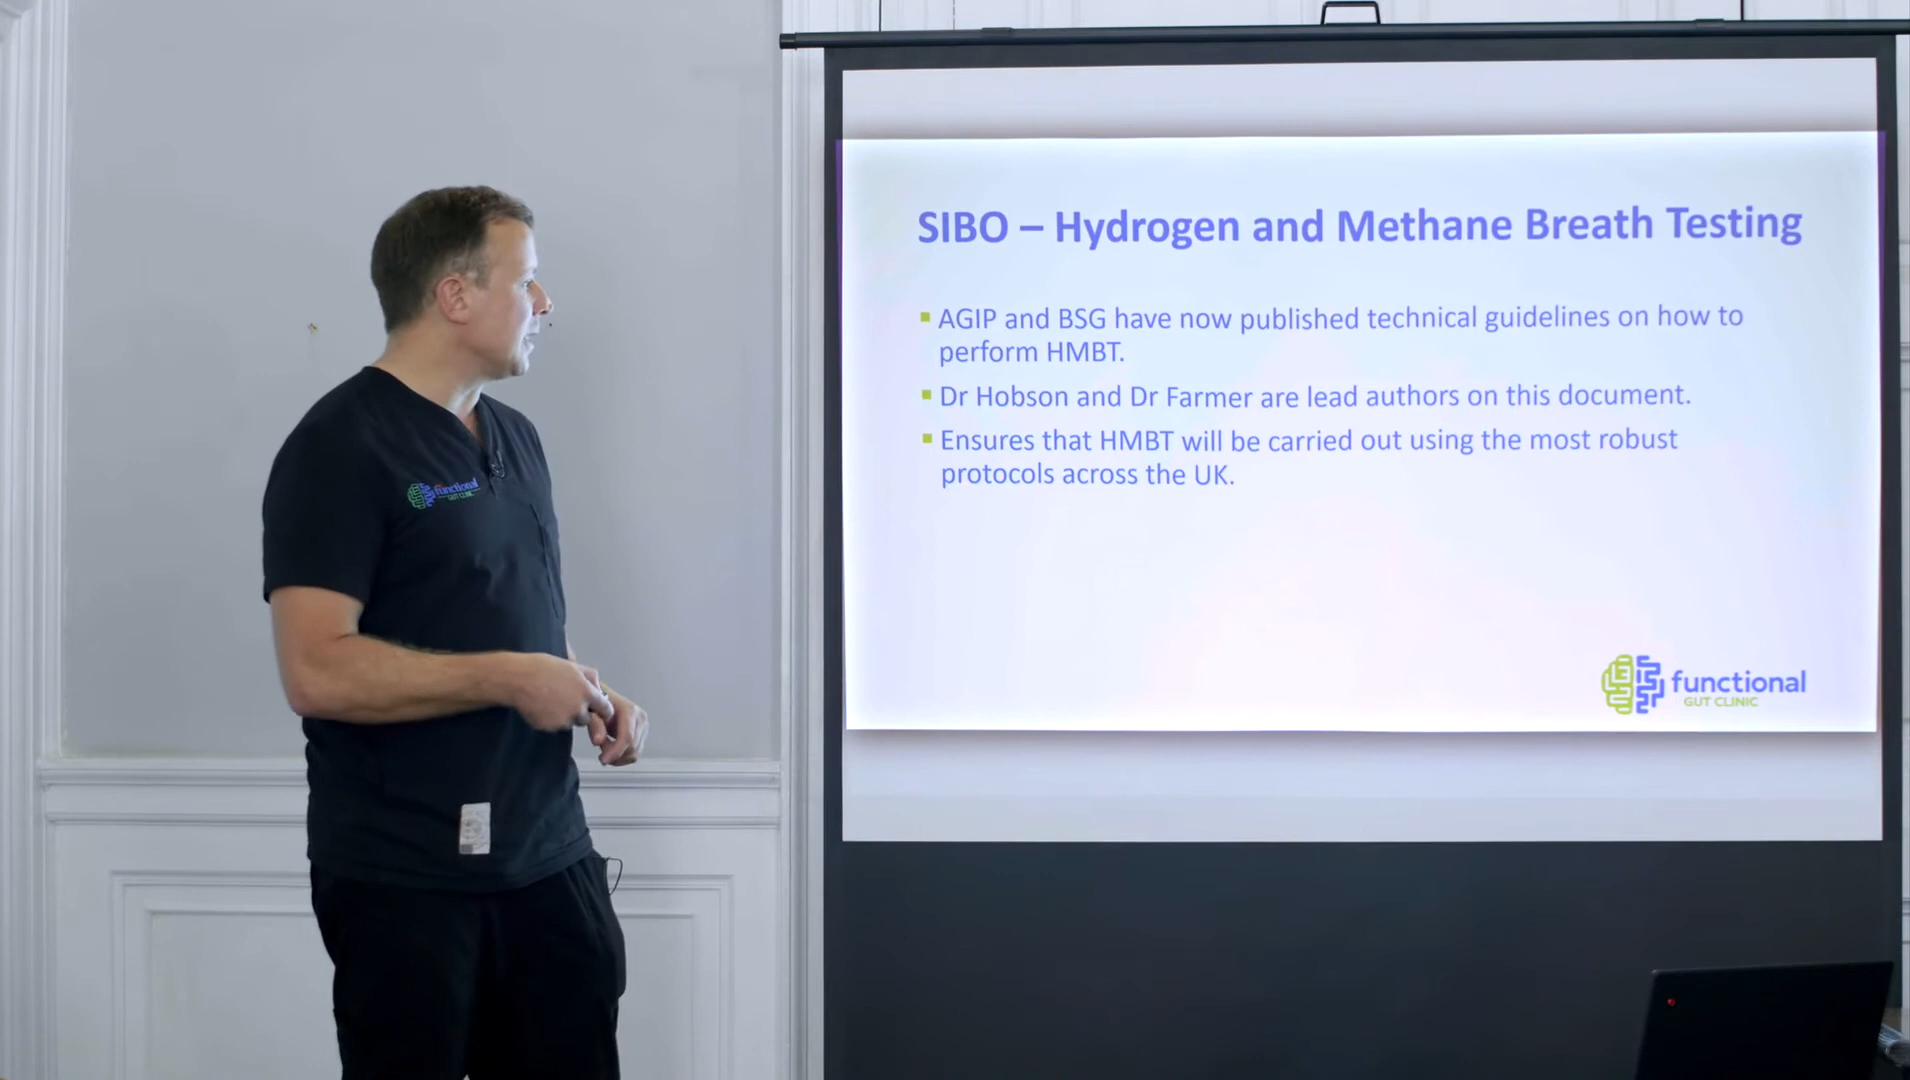 SIBO – Hydrogen and Methane Breath Testing
AGIP and BSG have now published technical guidelines on how to
perform HMBT.
Dr Hobson and Dr Farmer are lead authors on this document.
Ensures that HMBT will be carried out using the most robust
protocols across the UK.
functional
GUT CLINIC
functional
GUT CLINIC